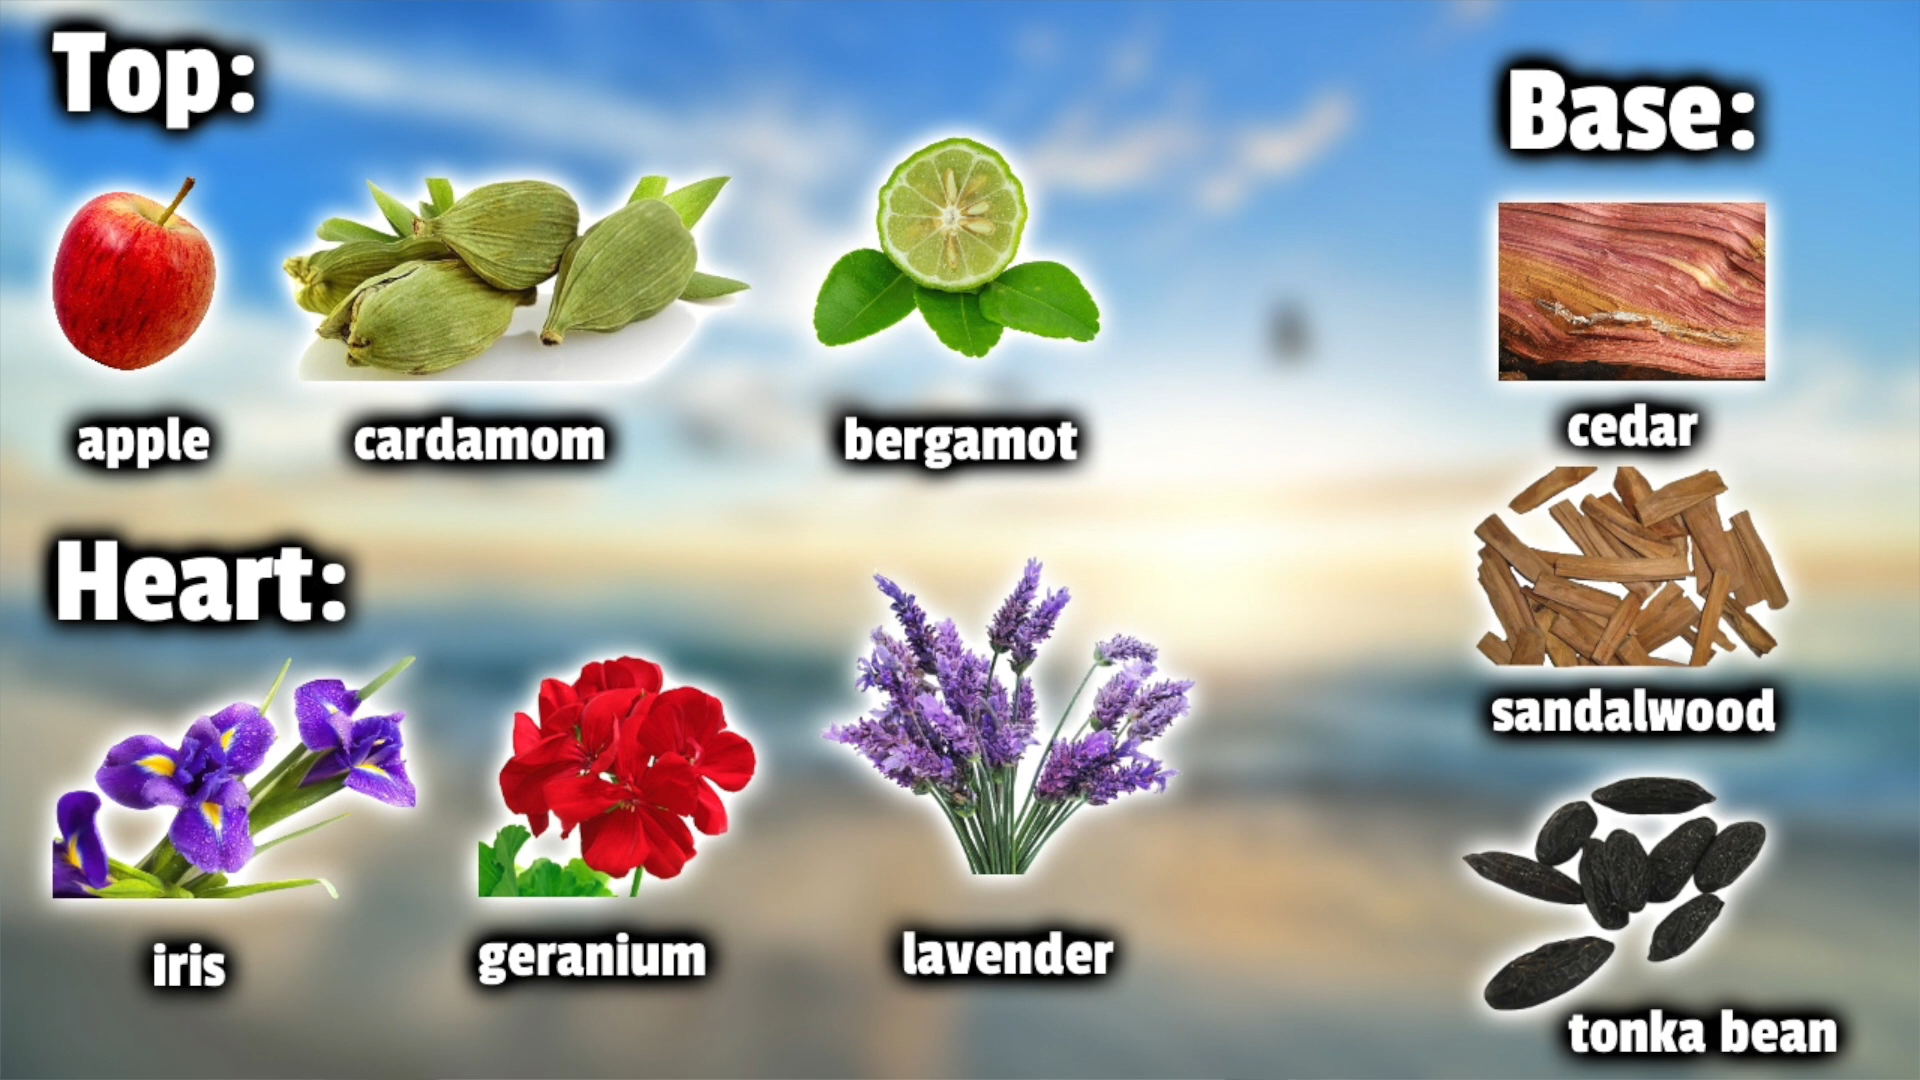 Top:
apple
cardamom
bergamot
Heart:
iris
geranium
lavender
Base:
cedar
sandalwood
tonka bean